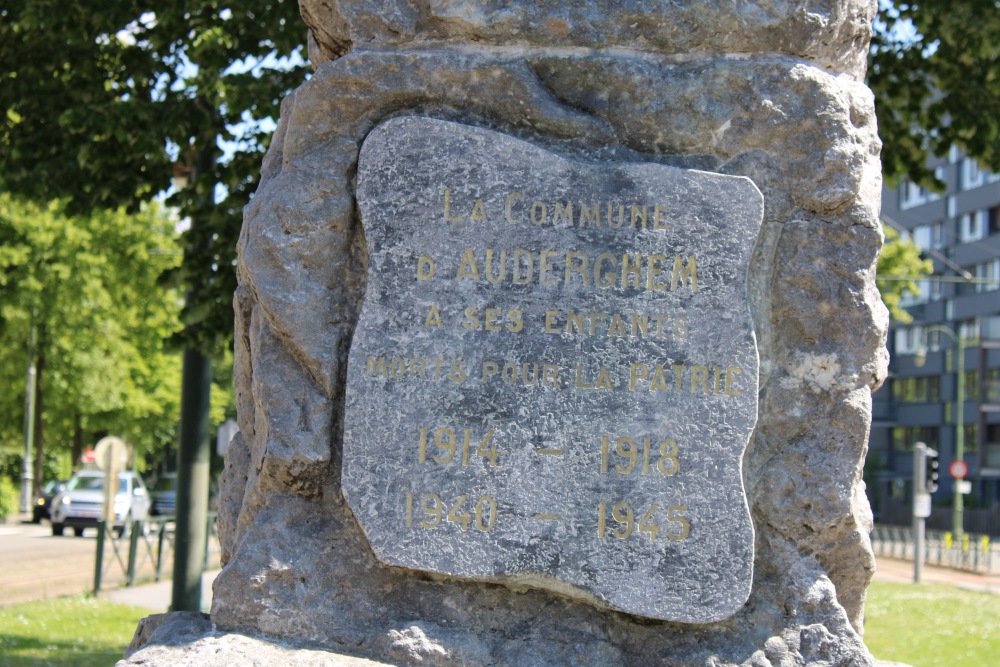 La Commune
d'AUDERGHEM
A SES ENFANTS
MORTS POUR LA PATRIE
1914 – 1918
1940 – 1945